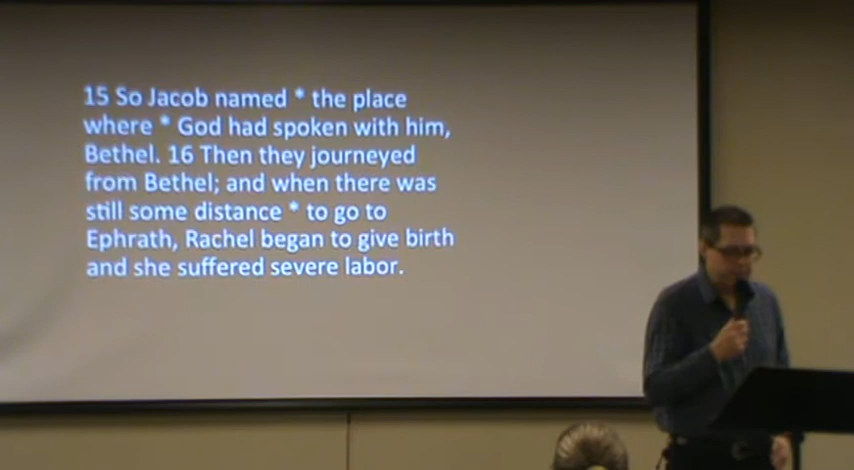 15 So Jacob named * the place
where * God had spoken with him,
Bethel. 16 Then they journeyed
from Bethel; and when there was
still some distance * to go to
Ephrath, Rachel began to give birth
and she suffered severe labor.